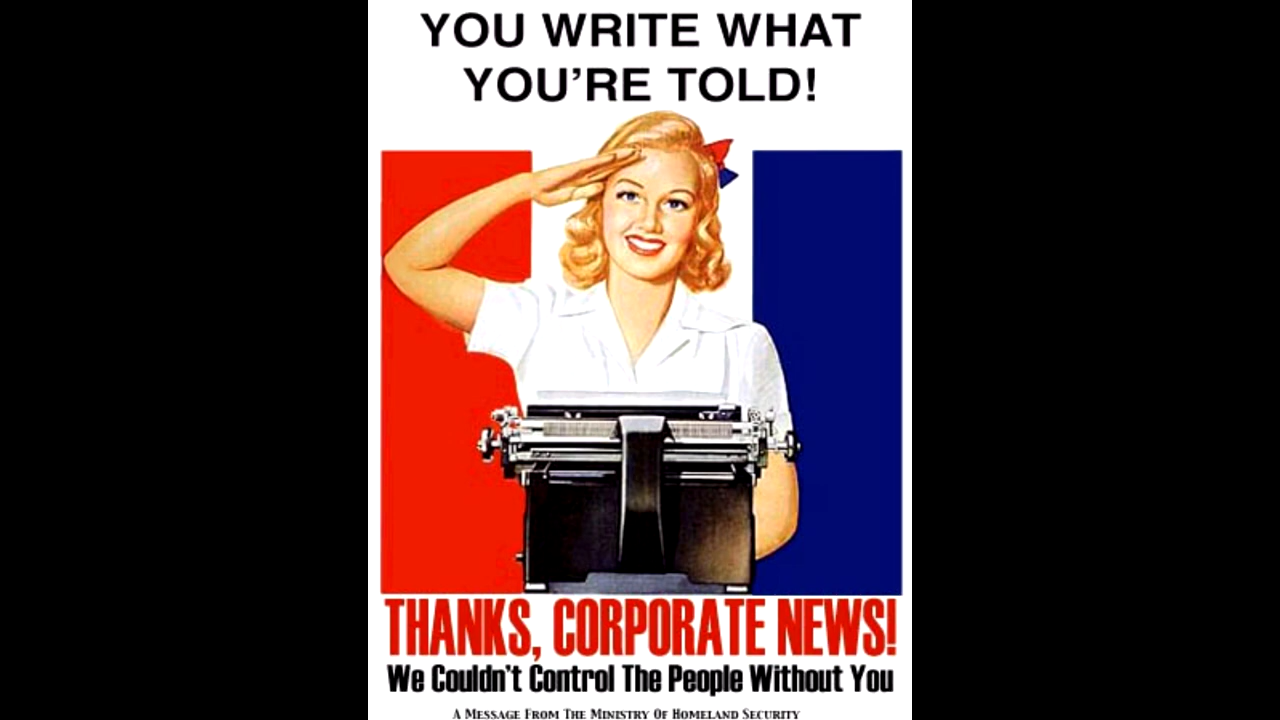 YOU WRITE WHAT
YOU'RE TOLD!
THANKS, CORPORATE NEWS!
We Couldn't Control The People Without You
A Message From The Ministry Of Homeland Security